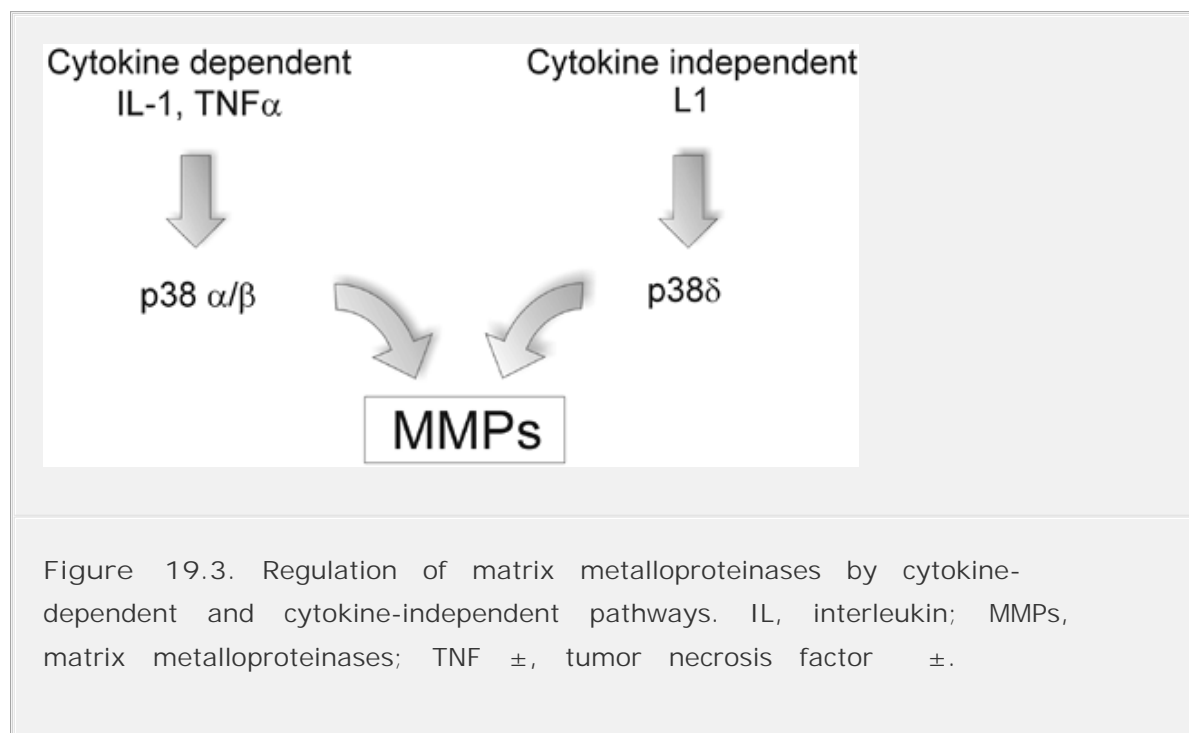 Cytokine dependent
IL-1, TNFα
Cytokine independent
L1
p38 α/β
p38δ
MMPs
Figure 19.3. Regulation of matrix metalloproteinases by cytokine-
dependent and cytokine-independent pathways. IL, interleukin; MMPs,
matrix metalloproteinases; TNF ±, tumor necrosis factor ±.